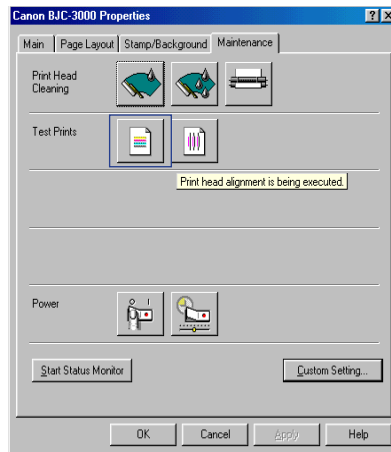 Canon BJC-3000 Properties
Main Page Layout Stamp/Background Maintenance
Print Head
Cleaning
Test Prints
Print head alignment is being executed.
Power
Start Status Monitor Custom Setting...
OK Cancel Apply Help